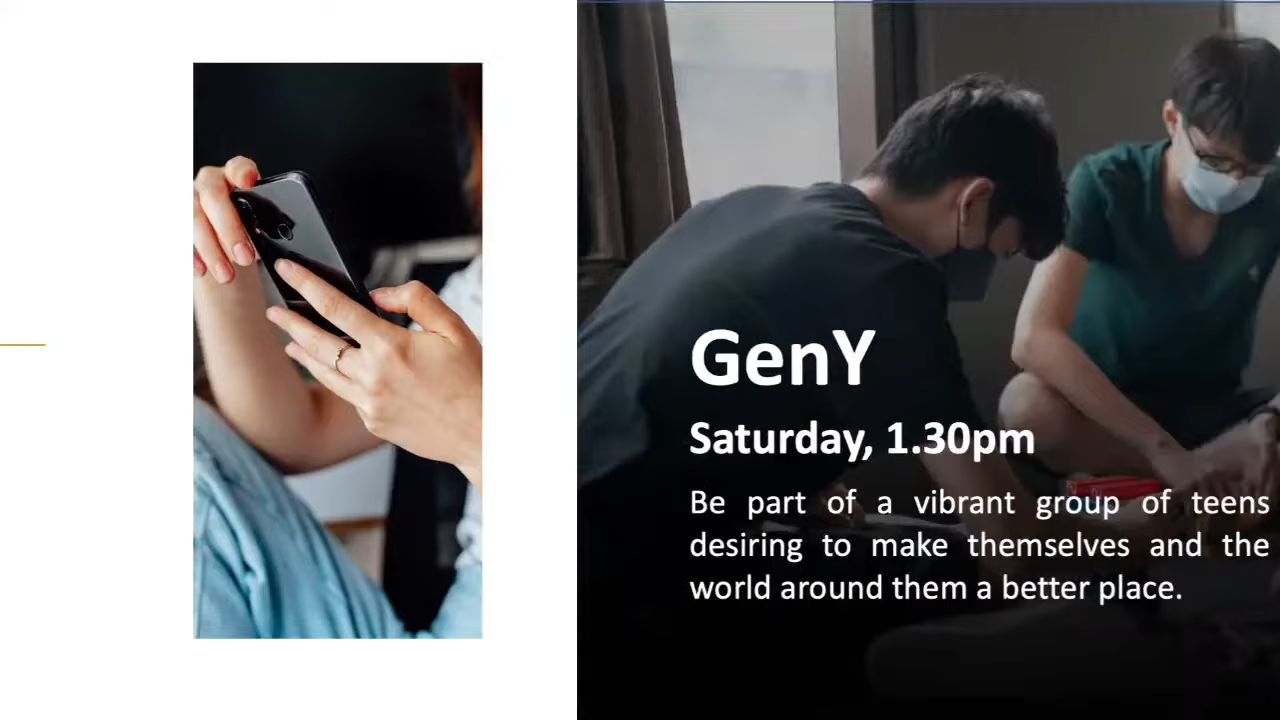 GenY
Saturday, 1.30pm
Be part of a vibrant group of teens
desiring to make themselves and the
world around them a better place.